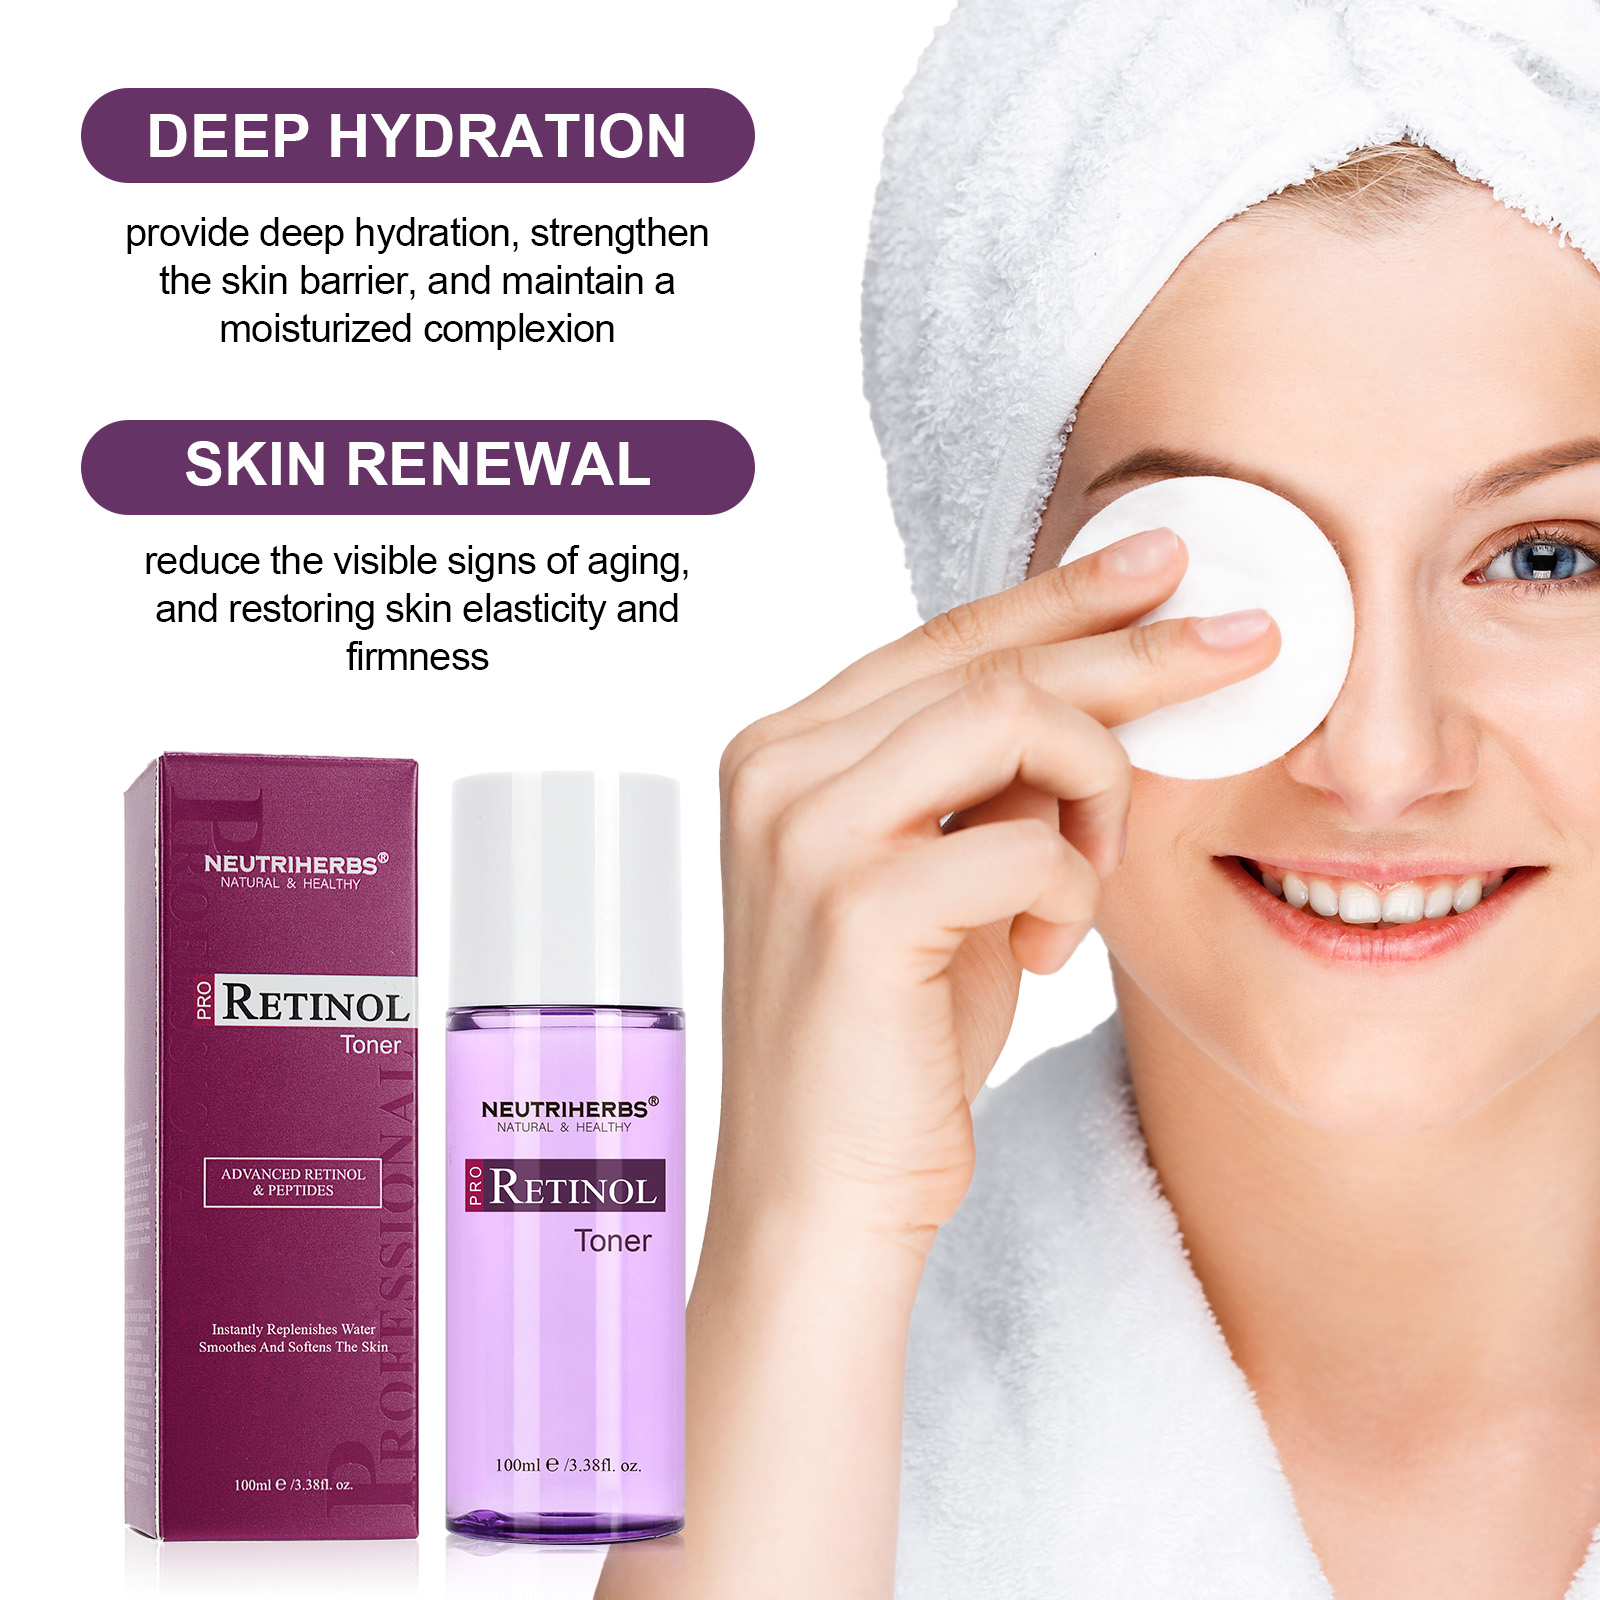 DEEP HYDRATION
provide deep hydration, strengthen
the skin barrier, and maintain a
moisturized complexion
SKIN RENEWAL
reduce the visible signs of aging,
and restoring skin elasticity and
firmness
NEUTRIHERBS®
NATURAL & HEALTHY
PRO RETINOL
Toner
ADVANCED RETINOL
& PEPTIDES
Instantly Replenishes Water
Smoothes And Softens The Skin
100ml ℮ /3.38fl. oz.
PROFESSIONAL
NEUTRIHERBS®
NATURAL & HEALTHY
PRO RETINOL
Toner
100ml ℮ /3.38fl. oz.